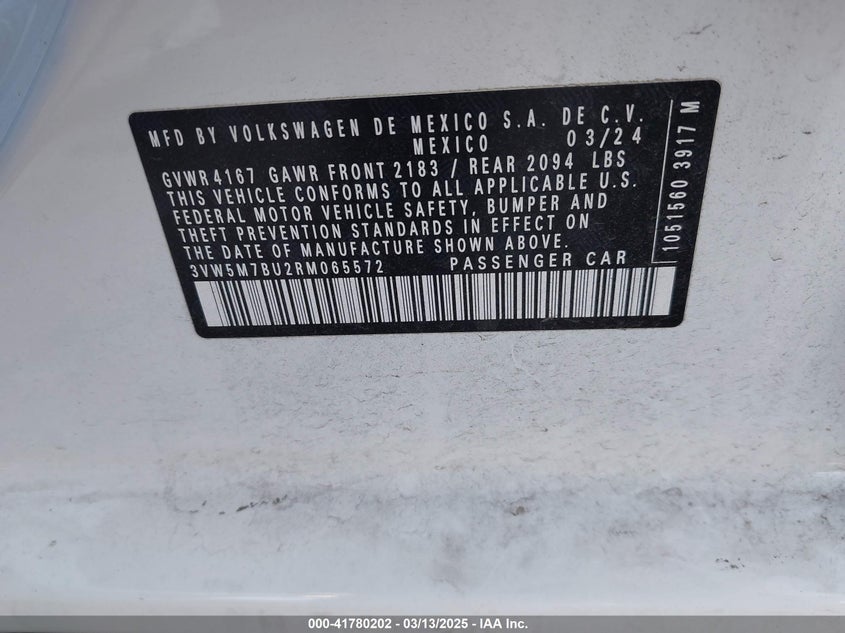 MFD BY VOLKSWAGEN DE MEXICO S.A. DE C.V.
MEXICO 03/24
GVWR 4167 GAWR FRONT 2183 / REAR 2094 LBS
THIS VEHICLE CONFORMS TO ALL APPLICABLE U.S.
FEDERAL MOTOR VEHICLE SAFETY, BUMPER AND
THEFT PREVENTION STANDARDS IN EFFECT ON
THE DATE OF MANUFACTURE SHOWN ABOVE.
3VW5M7BU2RM065572 PASSENGER CAR
1051560 3917 M
000-41780202 - 03/13/2025 - IAA Inc.